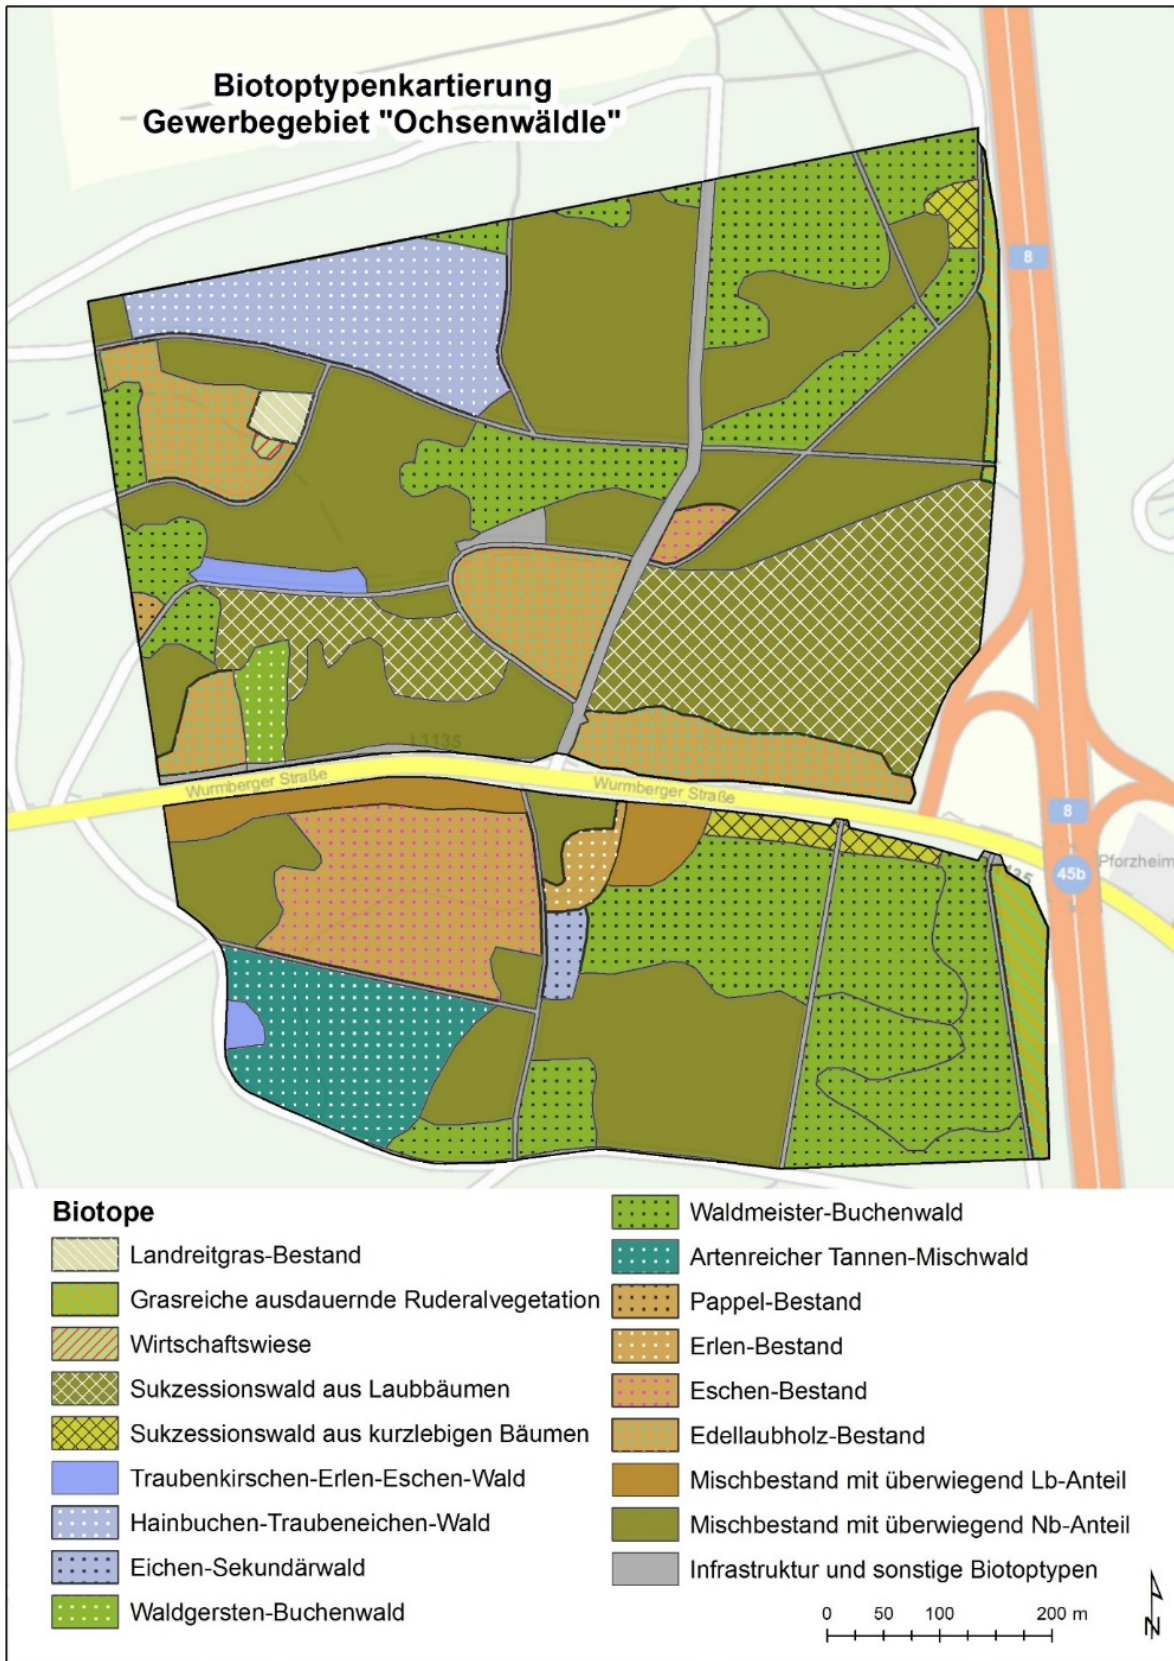 Biotoptypenkartierung
Gewerbegebiet "Ochsenwäldle"
8
L1135
Wurmberger Straße
Wurmberger Straße
8
Pforzheim
45b
Biotope
Landreitgras-Bestand
Grasreiche ausdauernde Ruderalvegetation
Wirtschaftswiese
Sukzessionswald aus Laubbäumen
Sukzessionswald aus kurzlebigen Bäumen
Traubenkirschen-Erlen-Eschen-Wald
Hainbuchen-Traubeneichen-Wald
Eichen-Sekundärwald
Waldgersten-Buchenwald
Waldmeister-Buchenwald
Artenreicher Tannen-Mischwald
Pappel-Bestand
Erlen-Bestand
Eschen-Bestand
Edellaubholz-Bestand
Mischbestand mit überwiegend Lb-Anteil
Mischbestand mit überwiegend Nb-Anteil
Infrastruktur und sonstige Biotoptypen
0 50 100 200 m
N